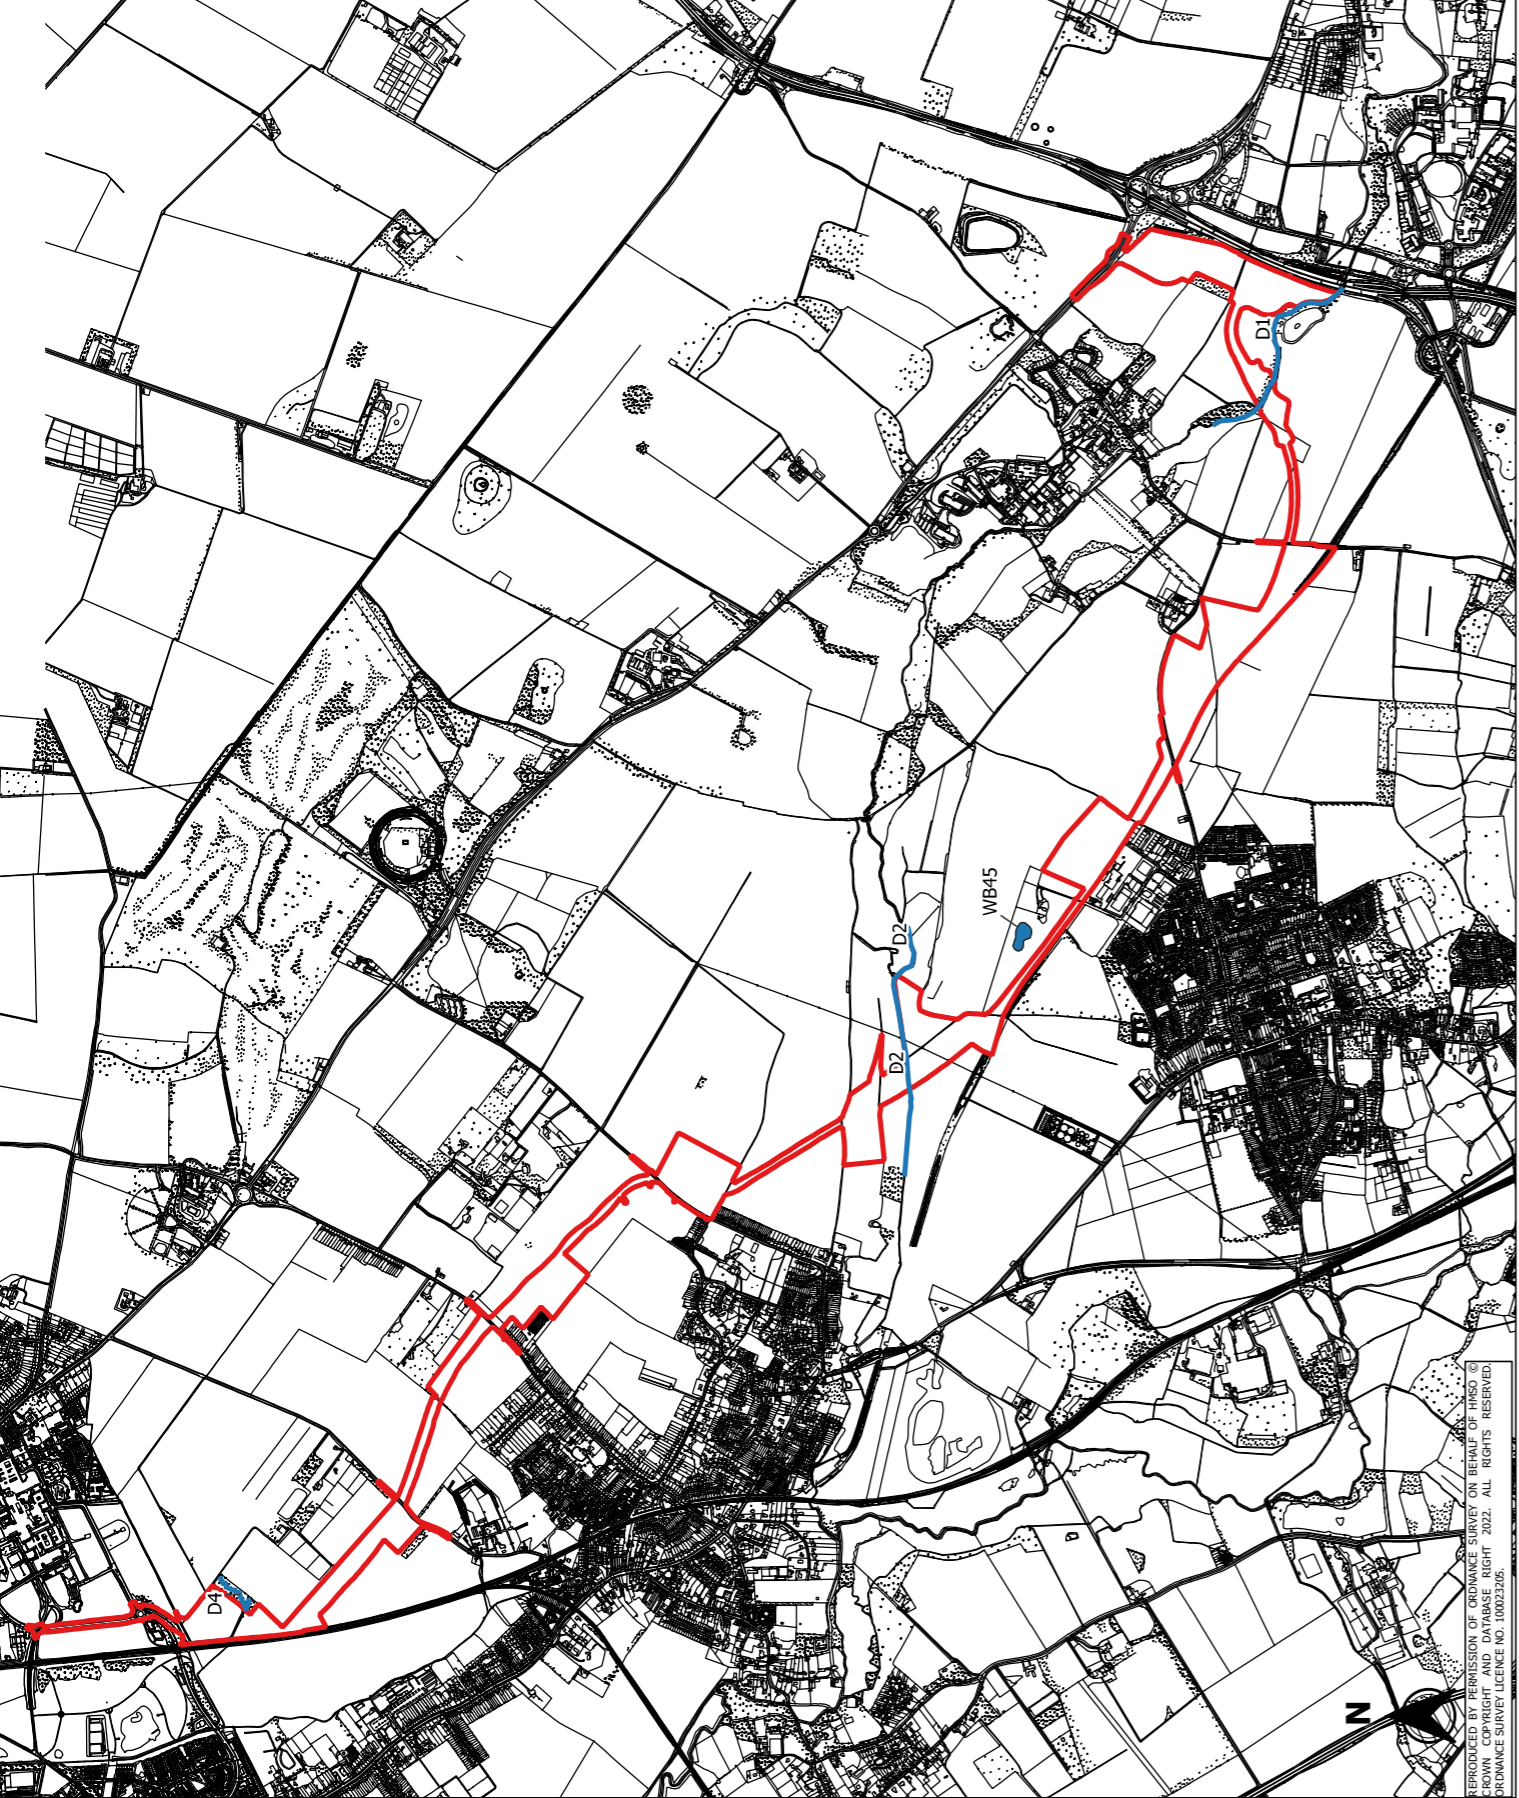 D1
WB45
D2
D2
D4
N
REPRODUCED BY PERMISSION OF ORDNANCE SURVEY ON BEHALF OF HMSO ©
CROWN COPYRIGHT AND DATABASE RIGHT 2022. ALL RIGHTS RESERVED.
ORDNANCE SURVEY LICENCE NO. 100023205.